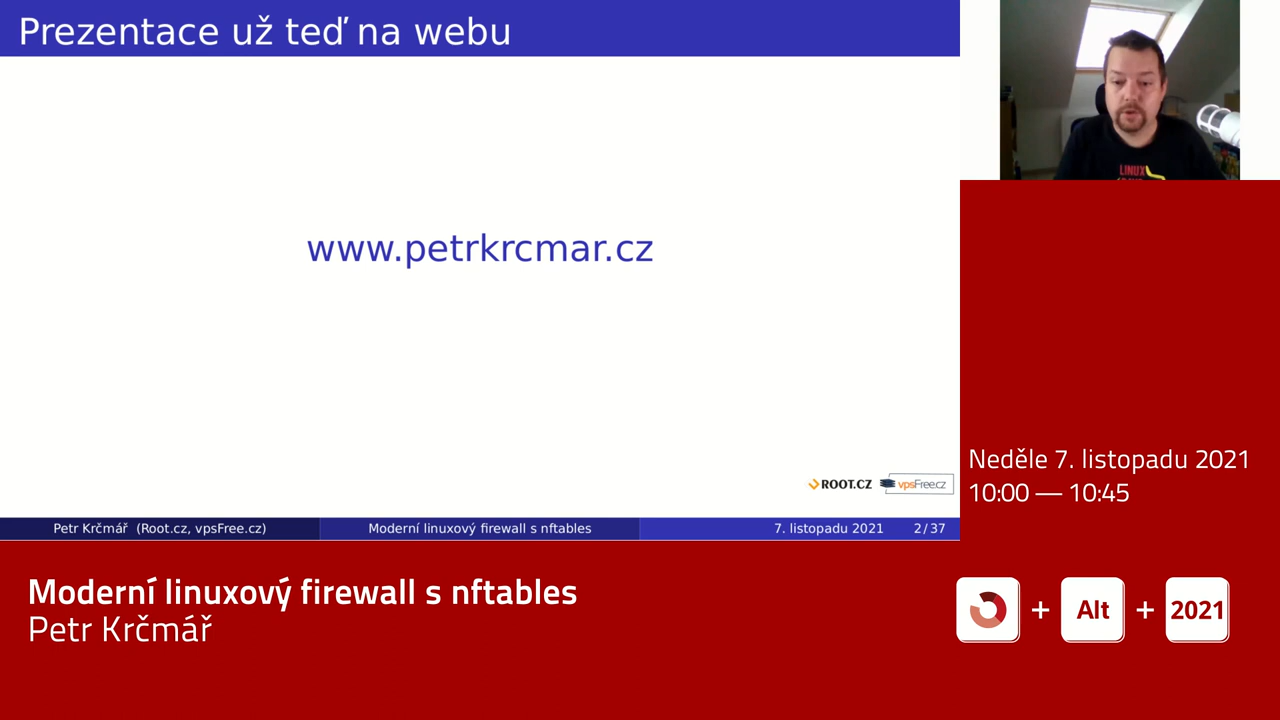 Prezentace už teď na webu
www.petrkrcmar.cz
ROOT.CZ vpsFree.cz
Petr Krčmář (Root.cz, vpsFree.cz) Moderní linuxový firewall s nftables 7. listopadu 2021 2/37
LINUX
Neděle 7. listopadu 2021
10:00 — 10:45
Moderní linuxový firewall s nftables
Petr Krčmář
+ Alt + 2021